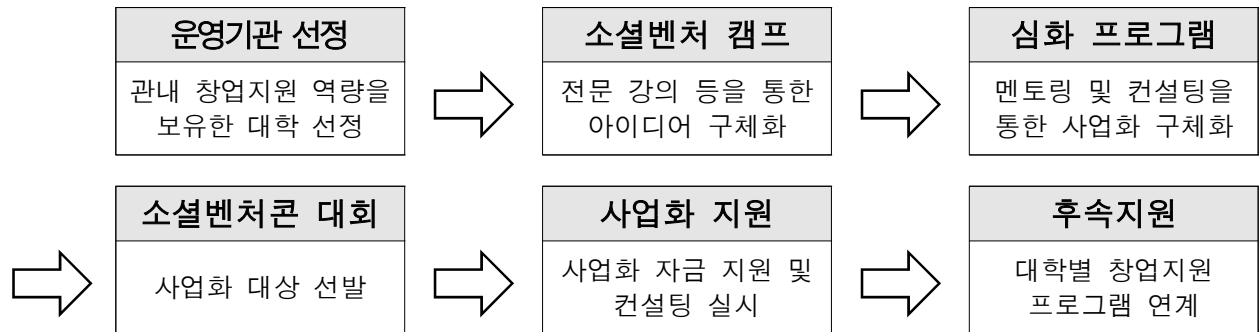 운영기관 선정
관내 창업지원 역량을
보유한 대학 선정
소셜벤처 캠프
전문 강의 등을 통한
아이디어 구체화
심화 프로그램
멘토링 및 컨설팅을
통한 사업화 구체화
소셜벤처콘 대회
사업화 대상 선발
사업화 지원
사업화 자금 지원 및
컨설팅 실시
후속지원
대학별 창업지원
프로그램 연계